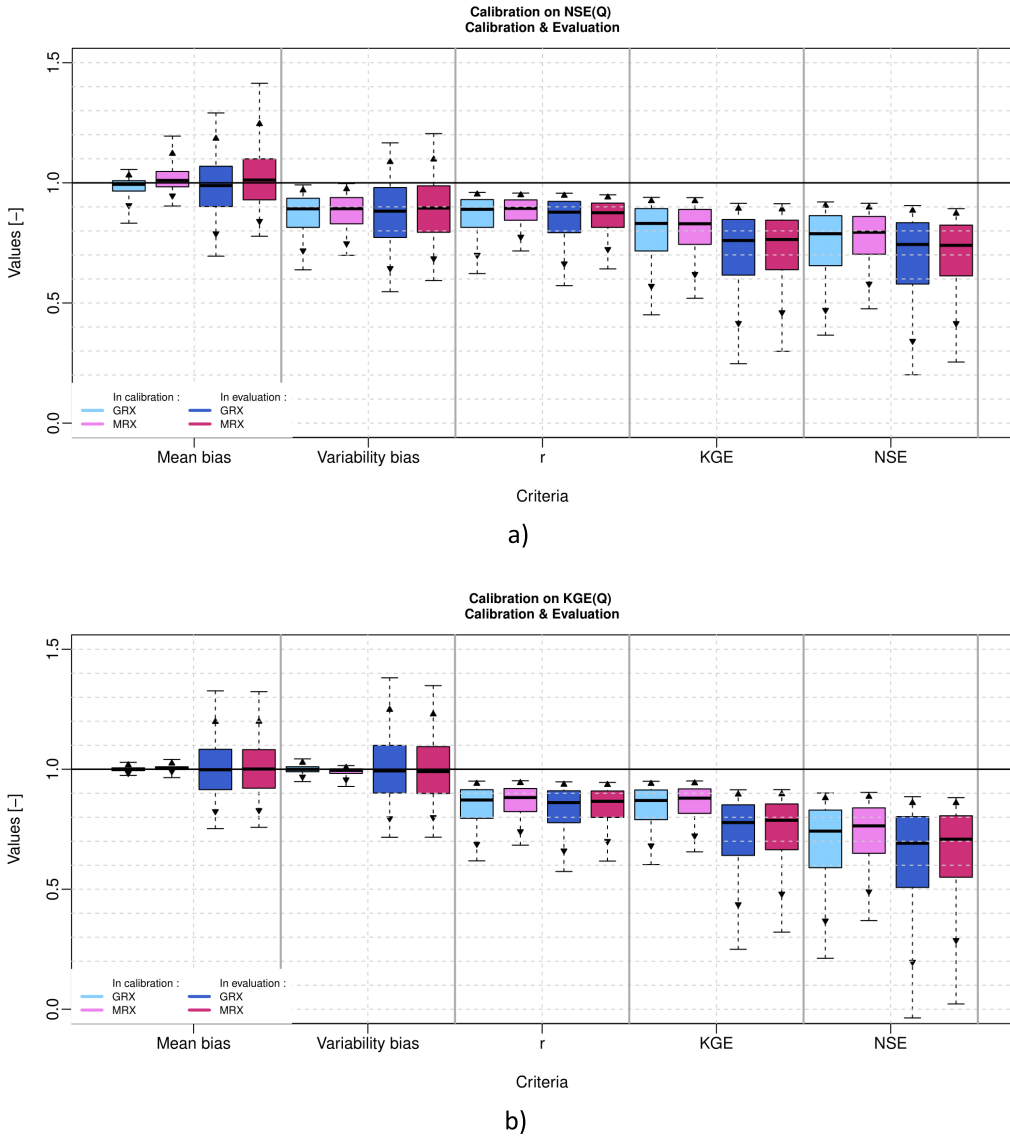 Calibration on NSE(Q)
Calibration & Evaluation
1.5
1.0
0.5
0.0
Values [−]
In calibration :
GRX
MRX
In evaluation :
GRX
MRX
Mean bias
Variability bias
r
KGE
NSE
Criteria
a)
Calibration on KGE(Q)
Calibration & Evaluation
1.5
1.0
0.5
0.0
Values [−]
In calibration :
GRX
MRX
In evaluation :
GRX
MRX
Mean bias
Variability bias
r
KGE
NSE
Criteria
b)